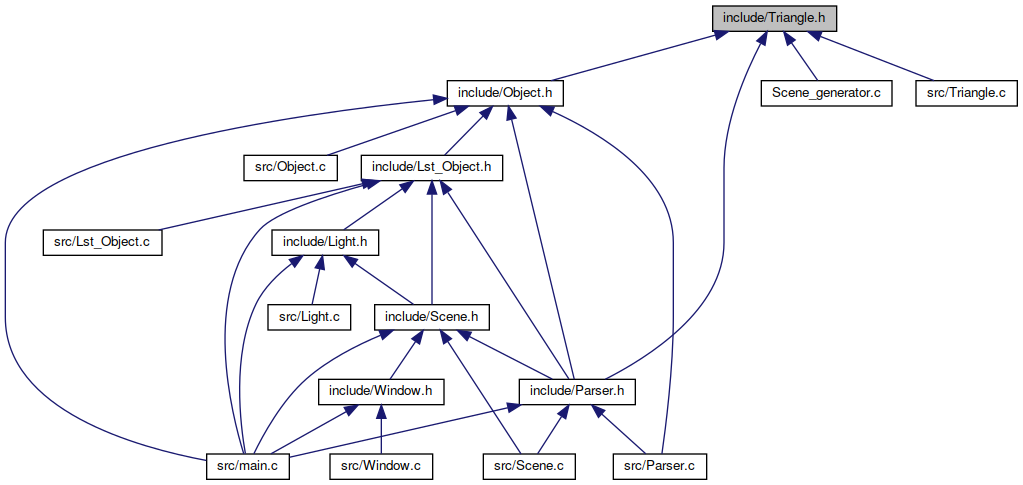 include/Triangle.h
include/Object.h
Scene_generator.c
src/Triangle.c
src/Object.c
include/Lst_Object.h
src/Lst_Object.c
include/Light.h
src/Light.c
include/Scene.h
include/Window.h
include/Parser.h
src/main.c
src/Window.c
src/Scene.c
src/Parser.c